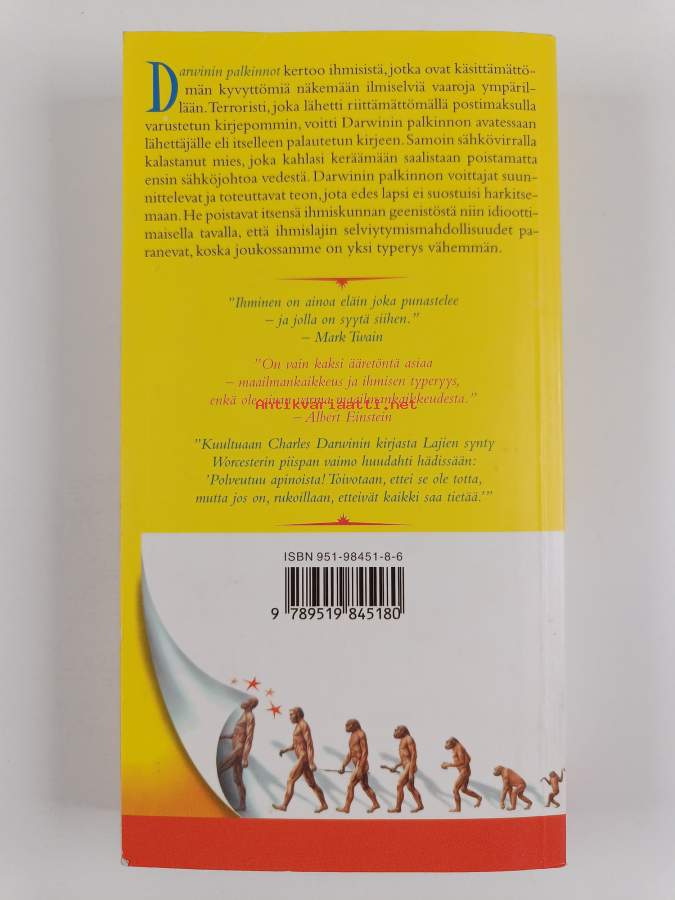 Darwinin palkinnot kertoo ihmisistä, jotka ovat käsittämättö-
män kyvyttömiä näkemään ilmiselviä vaaroja ympäril-
lään. Terroristi, joka lähetti riittämättömällä postimaksulla
varustetun kirjepommin, voitti Darwinin palkinnon avatessaan
lähettäjälle eli itselleen palautetun kirjeen. Samoin sähkövirralla
kalastanut mies, joka kahlasi keräämään saalistaan poistamatta
ensin sähköjohtoa vedestä. Darwinin palkinnon voittajat suun-
nittelevat ja toteuttavat teon, jota edes lapsi ei suostuisi harkitse-
maan. He poistavat itsensä ihmiskunnan geenistöstä niin idiootti-
maisella tavalla, että ihmislajin selviytymismahdollisuudet pa-
ranevat, koska joukossamme on yksi typerys vähemmän.
"Ihminen on ainoa eläin joka punastelee
– ja jolla on syytä siihen."
– Mark Twain
"On vain kaksi ääretöntä asiaa
– maailmankaikkeus ja ihmisen typeryys,
enkä ole aivan varma maailmankaikkeudesta."
Antikvariaatti.net
– Albert Einstein
"Kuultuaan Charles Darwinin kirjasta Lajien synty
Worcesterin piispan vaimo huudahti hädissään:
'Polveutuu apinoista! Toivotaan, ettei se ole totta,
mutta jos on, rukoillaan, etteivät kaikki saa tietää.'"
ISBN 951-98451-8-6
9 789519 845180